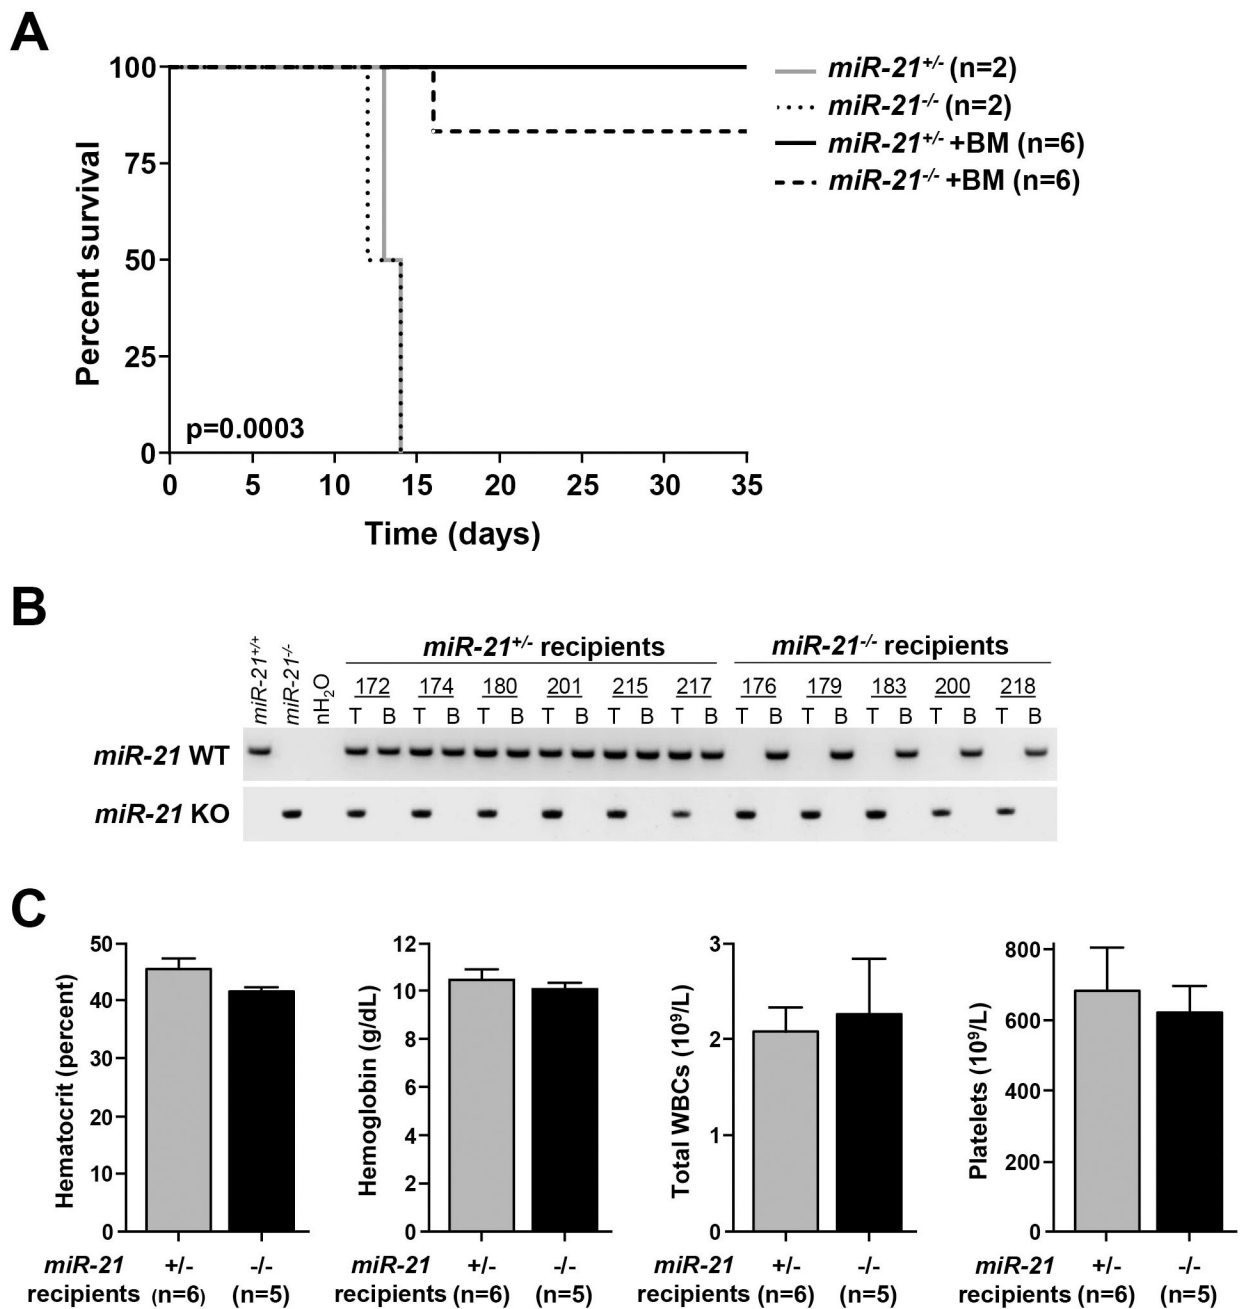 A
100
75
50
25
0
Percent survival
p=0.0003
0 5 10 15 20 25 30 35
Time (days)
miR-21+/- (n=2)
miR-21-/- (n=2)
miR-21+/- +BM (n=6)
miR-21-/- +BM (n=6)
B
miR-21+/+
miR-21-/-
nH2O
miR-21+/- recipients miR-21-/- recipients
172 174 180 201 215 217 176 179 183 200 218
T B T B T B T B T B T B T B T B T B T B T B
miR-21 WT
miR-21 KO
C
50
40
30
20
10
0
Hematocrit (percent)
miR-21 +/- -/-
recipients (n=6) (n=5)
12
10
8
6
4
2
0
Hemoglobin (g/dL)
miR-21 +/- -/-
recipients (n=6) (n=5)
3
2
1
0
Total WBCs (10⁹/L)
miR-21 +/- -/-
recipients (n=6) (n=5)
800
600
400
200
0
Platelets (10⁹/L)
miR-21 +/- -/-
recipients (n=6) (n=5)